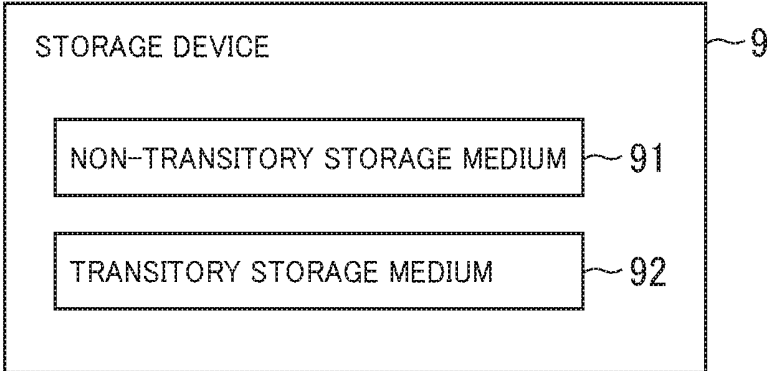 STORAGE DEVICE
9
NON-TRANSITORY STORAGE MEDIUM
91
TRANSITORY STORAGE MEDIUM
92